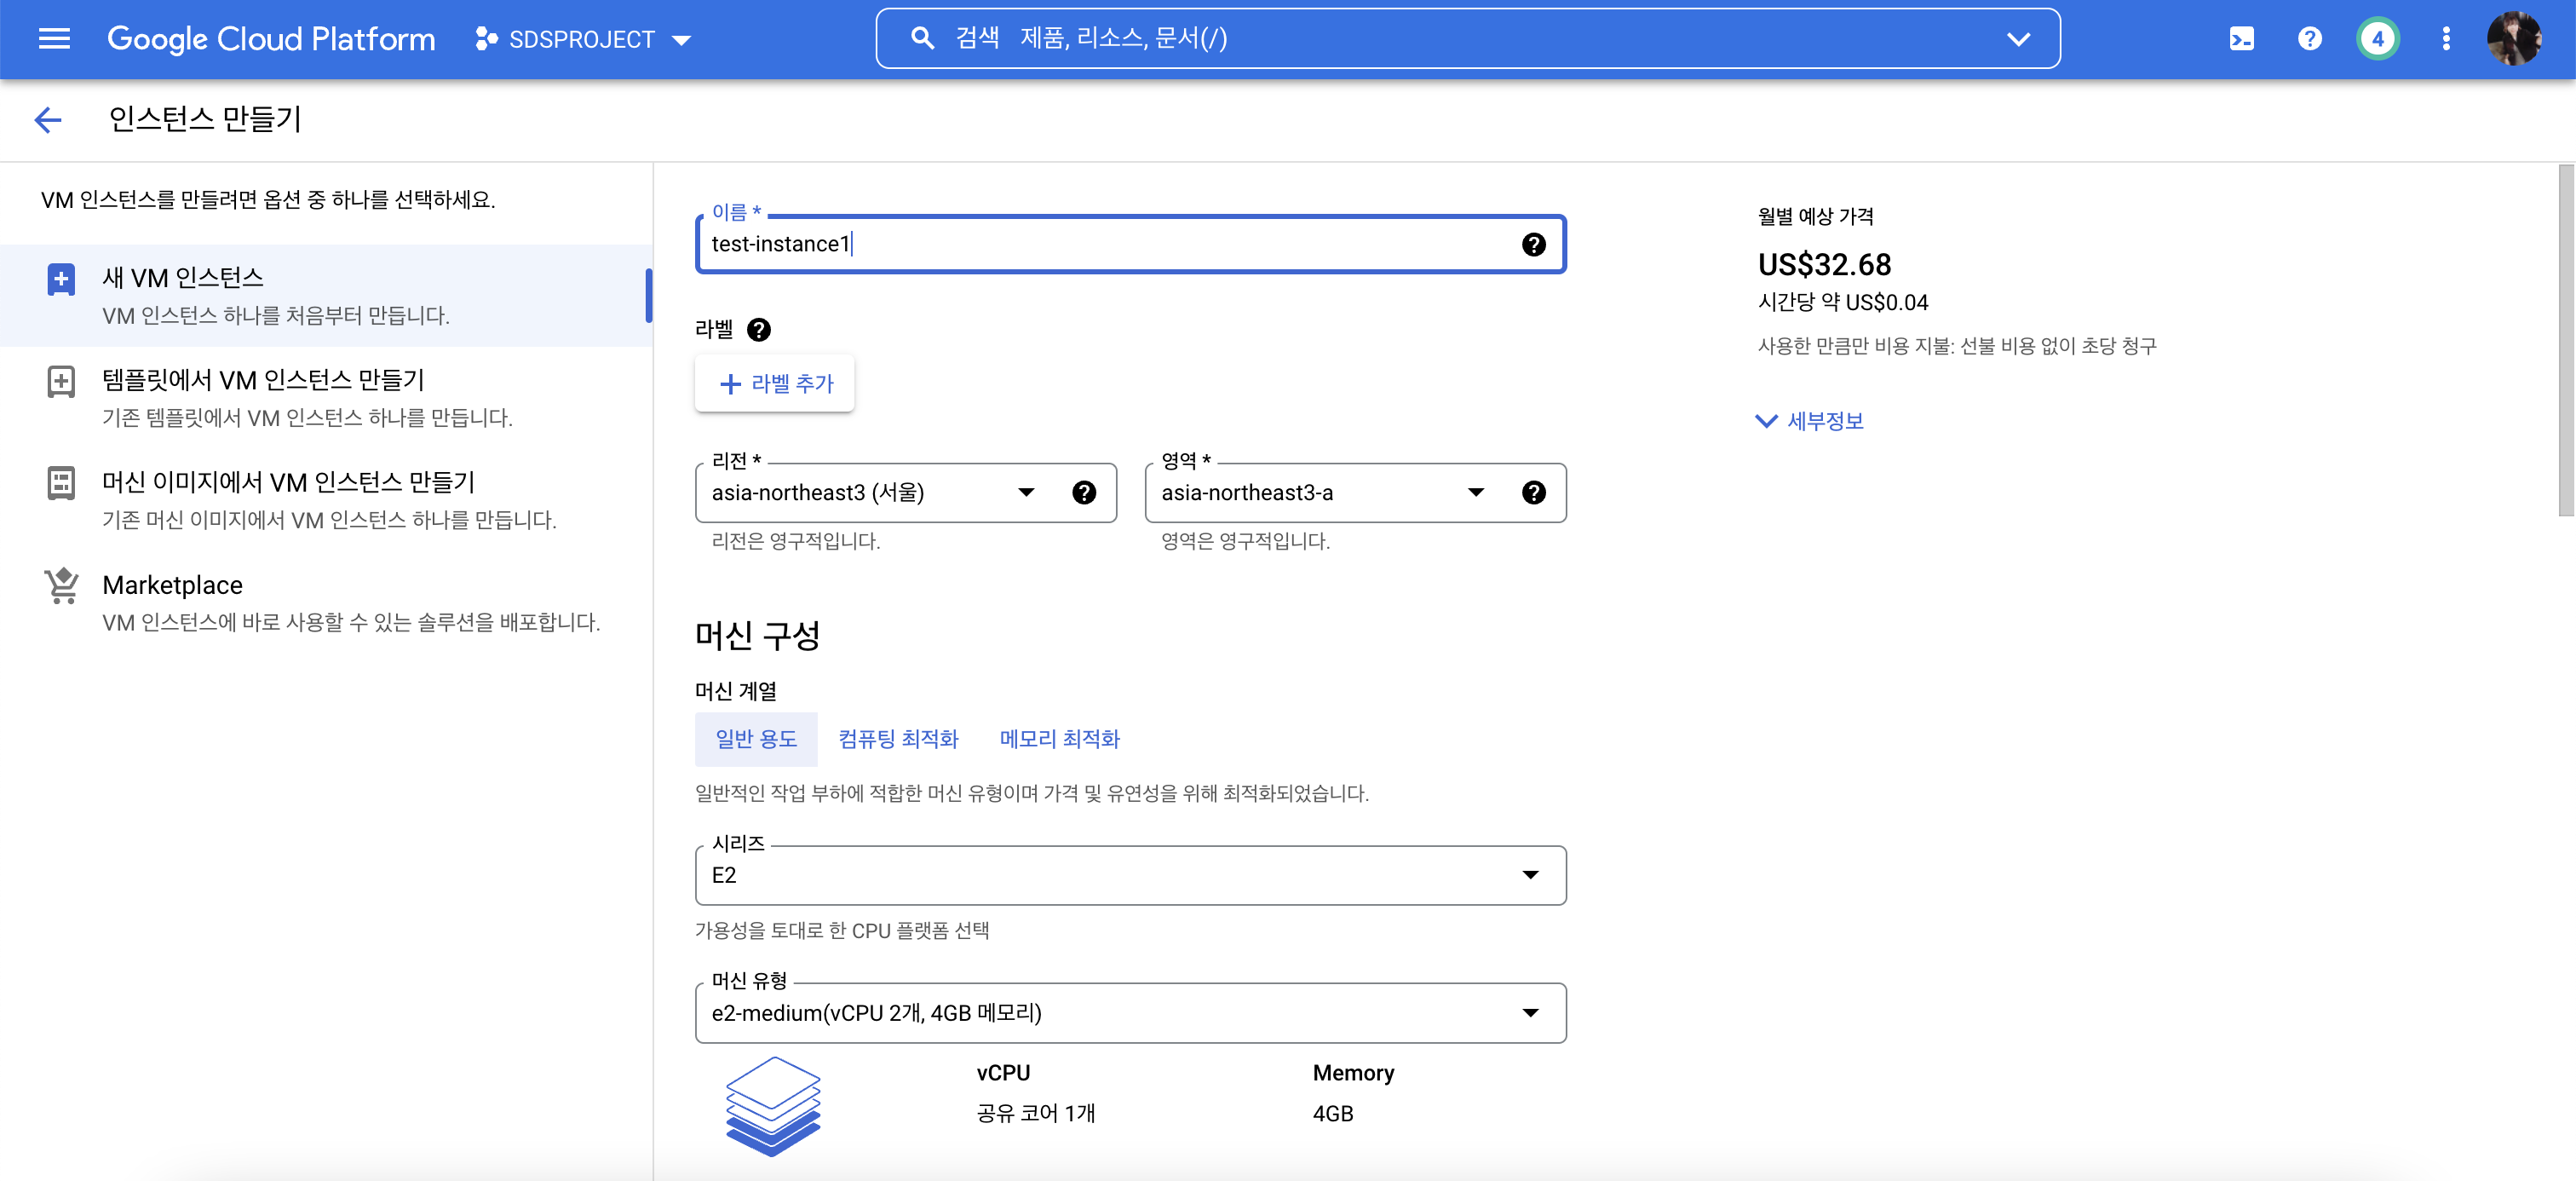 Google Cloud Platform
SDSPROJECT
검색 제품, 리소스, 문서(/)
4
인스턴스 만들기
VM 인스턴스를 만들려면 옵션 중 하나를 선택하세요.
새 VM 인스턴스
VM 인스턴스 하나를 처음부터 만듭니다.
템플릿에서 VM 인스턴스 만들기
기존 템플릿에서 VM 인스턴스 하나를 만듭니다.
머신 이미지에서 VM 인스턴스 만들기
기존 머신 이미지에서 VM 인스턴스 하나를 만듭니다.
Marketplace
VM 인스턴스에 바로 사용할 수 있는 솔루션을 배포합니다.
이름 *
test-instance1
라벨
라벨 추가
리전 *
asia-northeast3 (서울)
리전은 영구적입니다.
영역 *
asia-northeast3-a
영역은 영구적입니다.
머신 구성
머신 계열
일반 용도 컴퓨팅 최적화 메모리 최적화
일반적인 작업 부하에 적합한 머신 유형이며 가격 및 유연성을 위해 최적화되었습니다.
시리즈
E2
가용성을 토대로 한 CPU 플랫폼 선택
머신 유형
e2-medium(vCPU 2개, 4GB 메모리)
vCPU
공유 코어 1개
Memory
4GB
월별 예상 가격
US$32.68
시간당 약 US$0.04
사용한 만큼만 비용 지불: 선불 비용 없이 초당 청구
세부정보